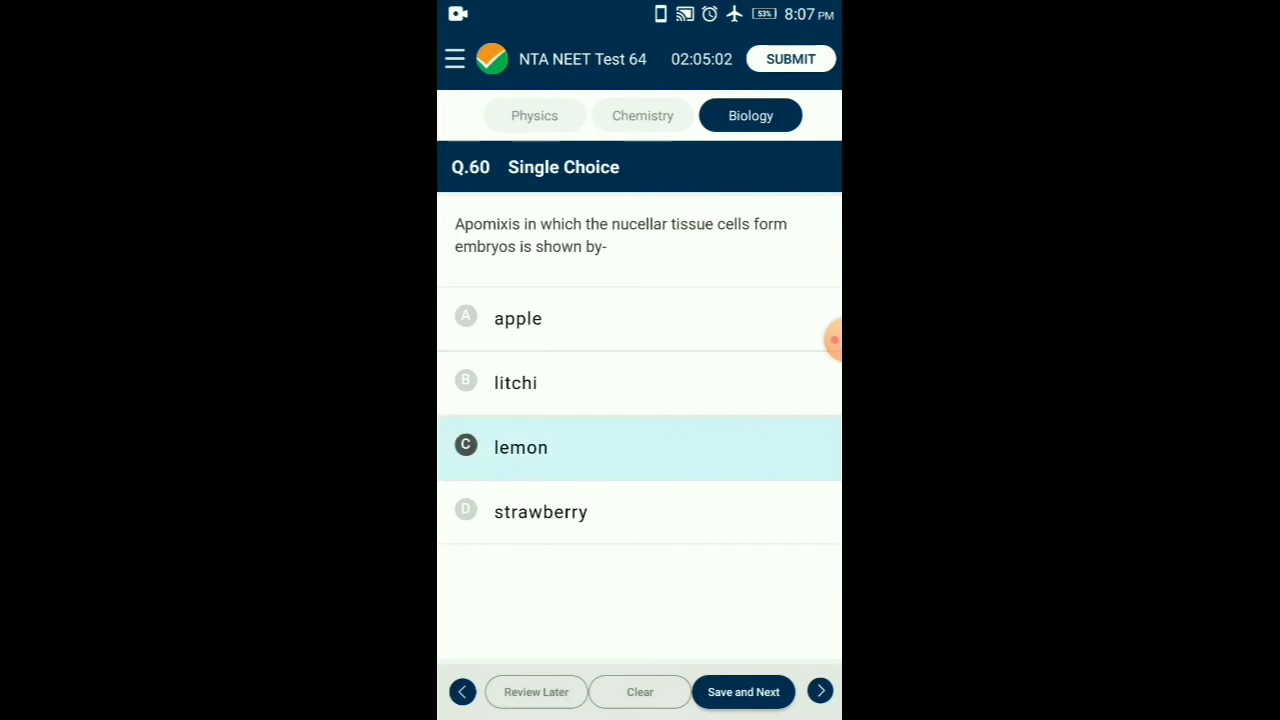 53% 8:07 PM
NTA NEET Test 64 02:05:02 SUBMIT
Physics Chemistry Biology
Q.60 Single Choice
Apomixis in which the nucellar tissue cells form
embryos is shown by-
A apple
B litchi
C lemon
D strawberry
Review Later Clear Save and Next